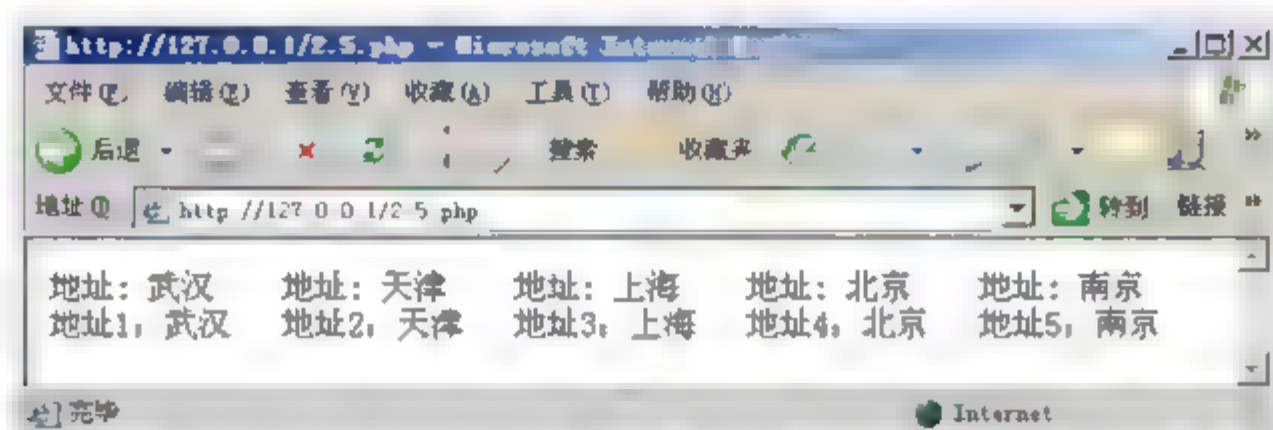 http://127.0.0.1/2.5.php - Microsoft Internet
文件(F) 编辑(E) 查看(V) 收藏(A) 工具(T) 帮助(H)
后退 搜索 收藏夹
地址(D) http //127 0 0 1/2 5 php 转到 链接
地址: 武汉 地址: 天津 地址: 上海 地址: 北京 地址: 南京
地址1: 武汉 地址2: 天津 地址3: 上海 地址4: 北京 地址5: 南京
完毕 Internet